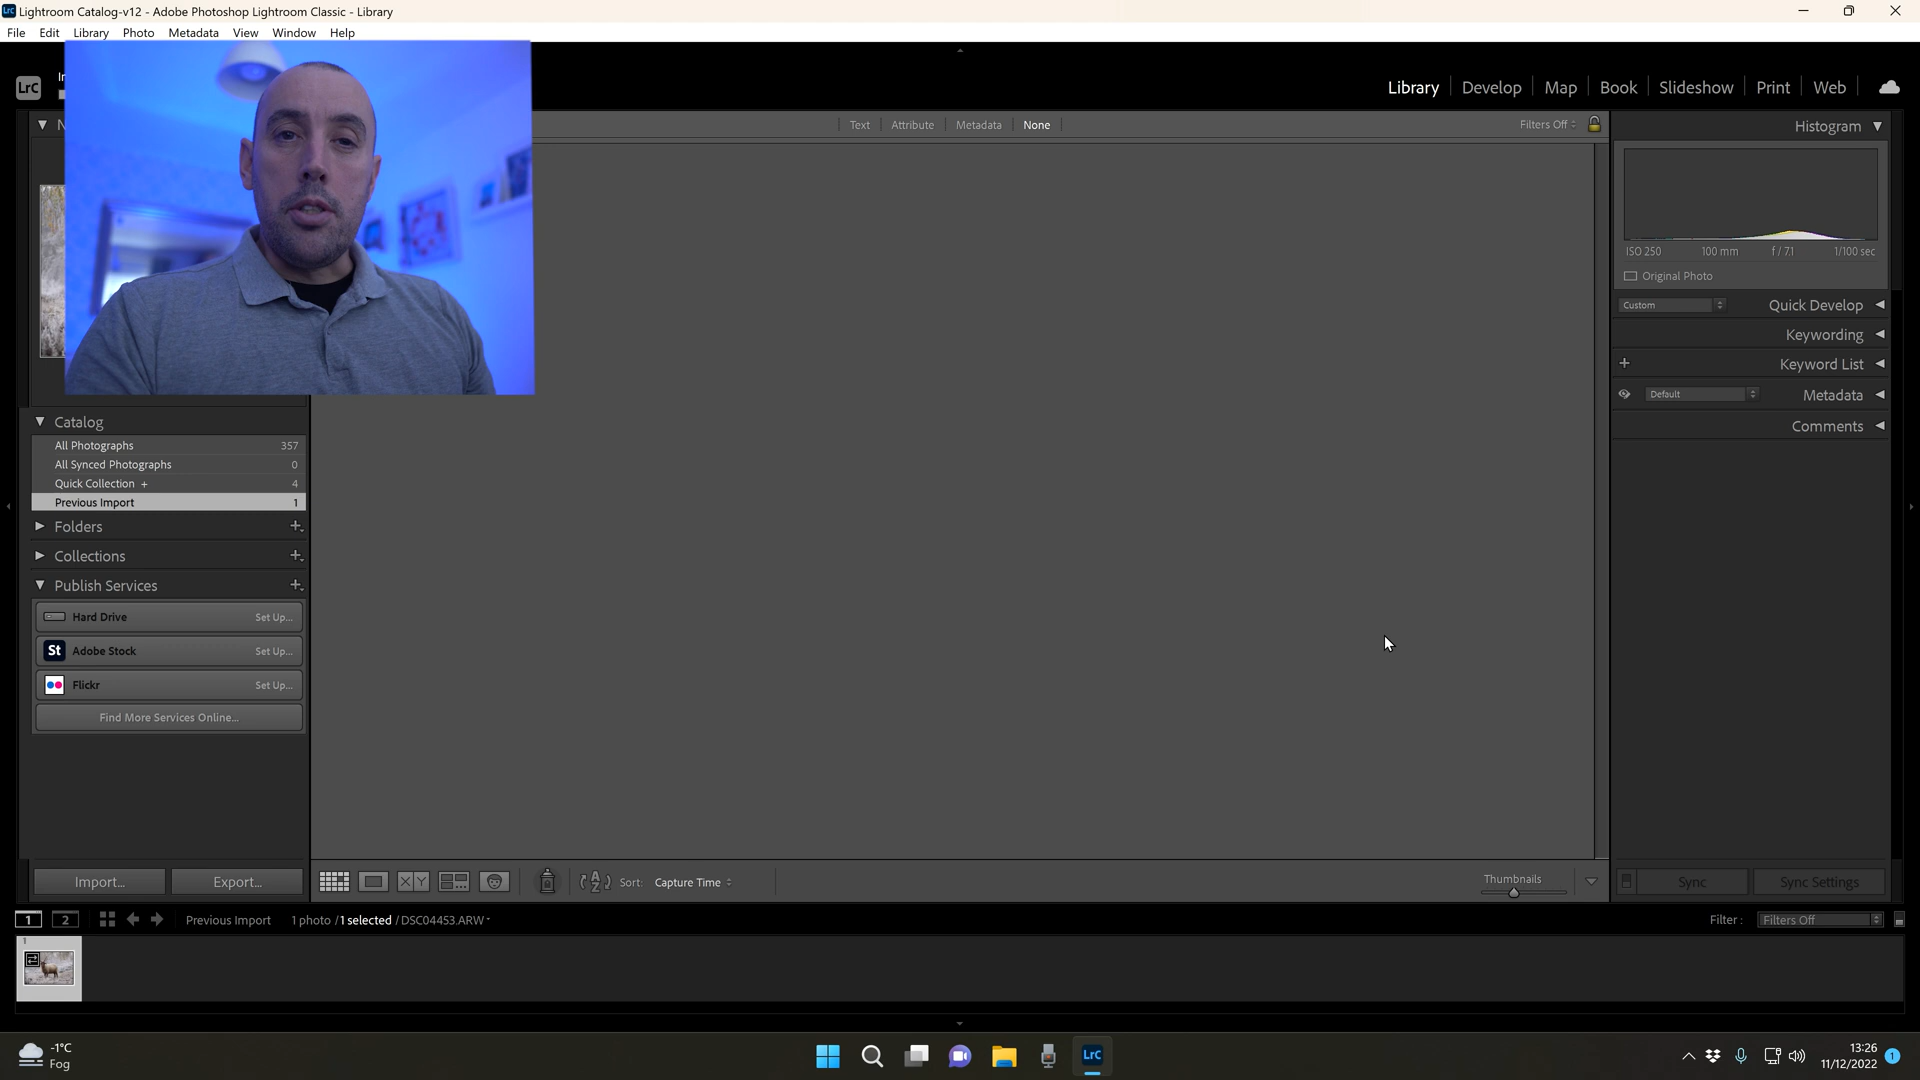 LrC Lightroom Catalog-v12 - Adobe Photoshop Lightroom Classic - Library
File Edit Library Photo Metadata View Window Help
LrC
Library | Develop | Map | Book | Slideshow | Print | Web
Text | Attribute | Metadata | None | Filters Off
Histogram
ISO 250 100 mm f / 7.1 1/100 sec
Original Photo
Custom Quick Develop
Keywording
+ Keyword List
Default Metadata
Comments
Catalog
All Photographs 357
All Synced Photographs 0
Quick Collection + 4
Previous Import 1
Folders +
Collections +
Publish Services +
Hard Drive Set Up...
St Adobe Stock Set Up...
Flickr Set Up...
Find More Services Online...
Import... Export...
XY AZ Sort: Capture Time Thumbnails
Sync Sync Settings
1 2 Previous Import 1 photo / 1 selected / DSC04453.ARW
Filter : Filters Off
1
-1°C
Fog
LrC
13:26
11/12/2022
1